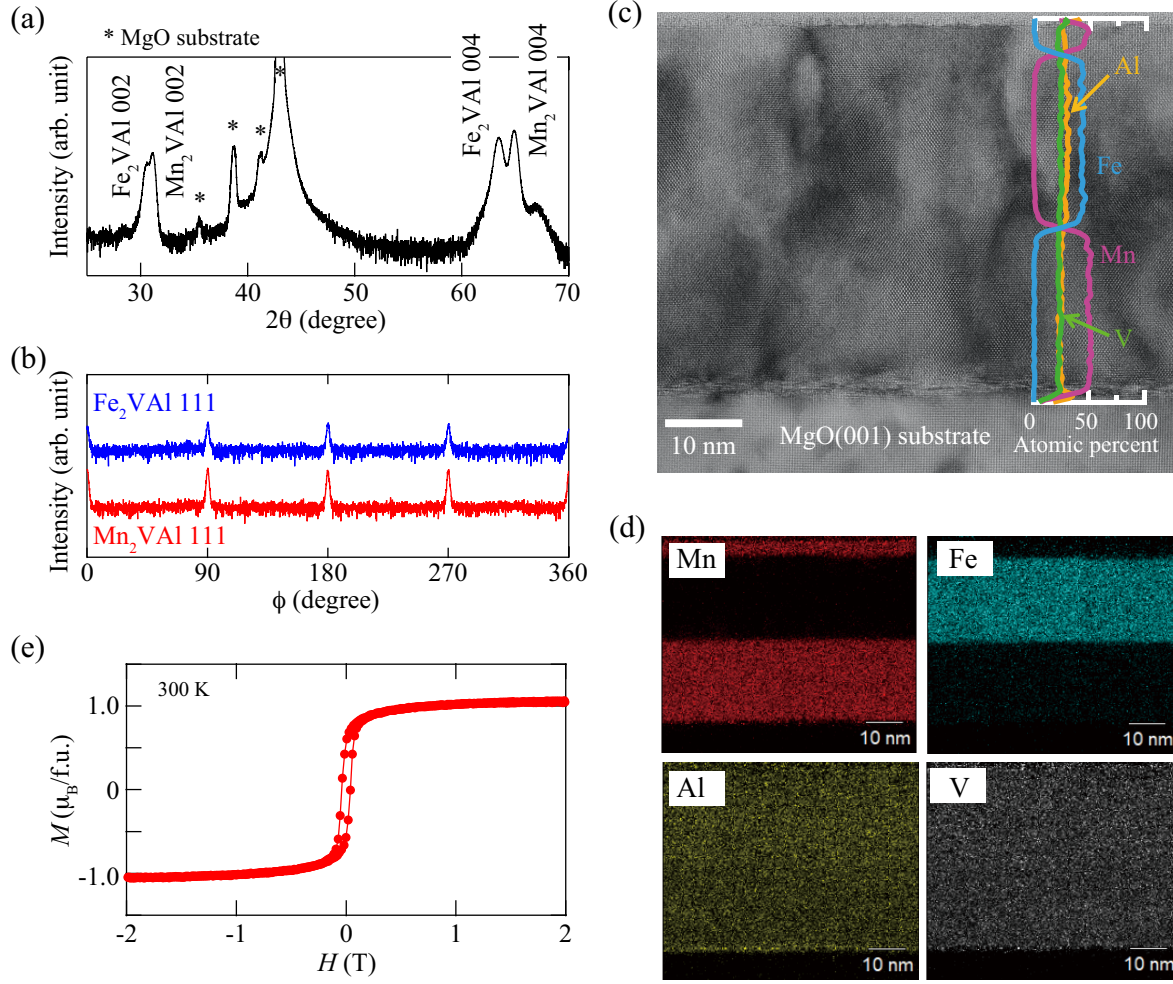 (a)
* MgO substrate
Fe₂VAl 002
Mn₂VAl 002
*
*
*
*
Fe₂VAl 004
Mn₂VAl 004
Intensity (arb. unit)
30 40 50 60 70
2θ (degree)
(b)
Fe₂VAl 111
Mn₂VAl 111
Intensity (arb. unit)
0 90 180 270 360
ϕ (degree)
(e)
300 K
1.0
0
-1.0
M (μ_B/f.u.)
-2 -1 0 1 2
H (T)
(c)
Al
Fe
Mn
V
0 50 100
Atomic percent
10 nm
MgO(001) substrate
(d)
Mn
10 nm
Fe
10 nm
Al
10 nm
V
10 nm